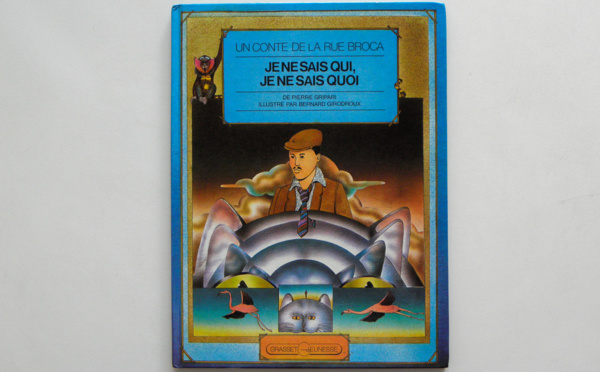 UN CONTE DE LA RUE BROCA
JE NE SAIS QUI,
JE NE SAIS QUOI
DE PIERRE GRIPARI
ILLUSTRÉ PAR BERNARD GIRODROUX
GRASSET JEUNESSE